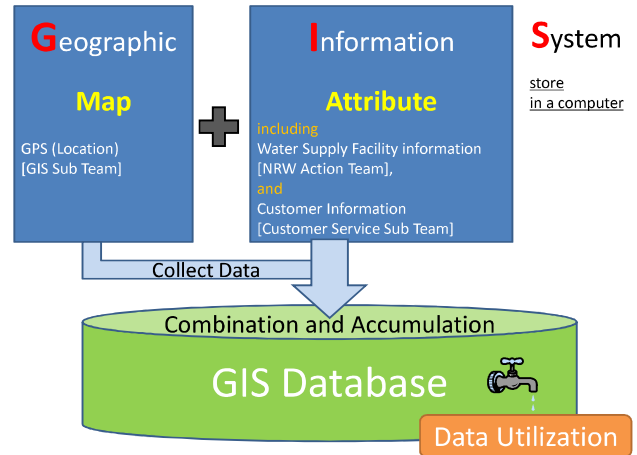 Geographic
Map
GPS (Location)
[GIS Sub Team]
Information
Attribute
including
Water Supply Facility information
[NRW Action Team],
and
Customer Information
[Customer Service Sub Team]
System
store
in a computer
Collect Data
Combination and Accumulation
GIS Database
Data Utilization